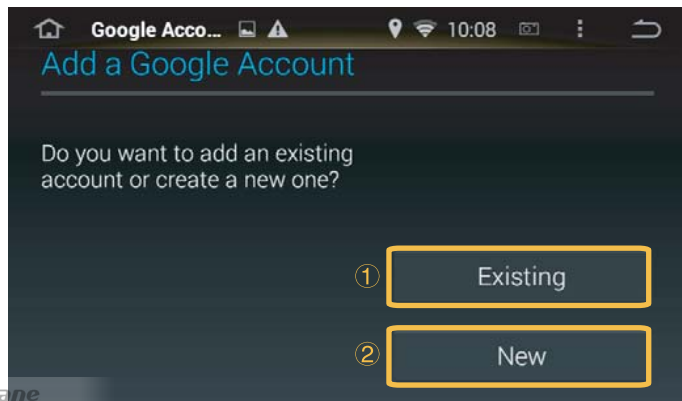 Google Acco... 10:08
Add a Google Account
Do you want to add an existing
account or create a new one?
① Existing
② New